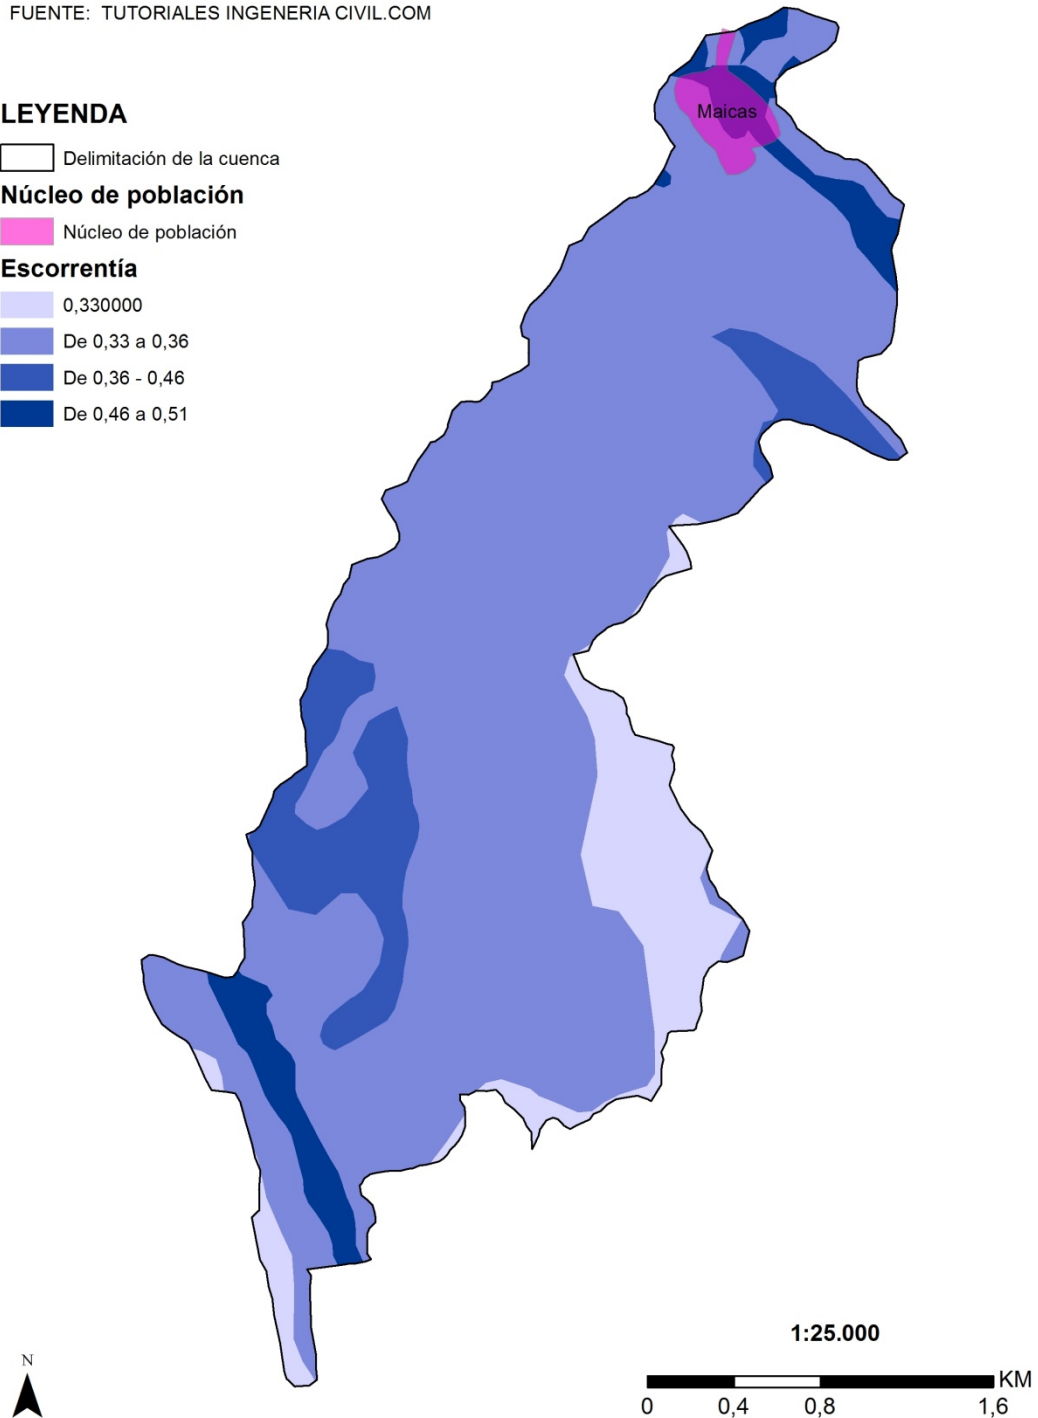 FUENTE: TUTORIALES INGENERIA CIVIL.COM
LEYENDA
Delimitación de la cuenca
Núcleo de población
Núcleo de población
Escorrentía
0,330000
De 0,33 a 0,36
De 0,36 - 0,46
De 0,46 a 0,51
Maicas
1:25.000
N
KM
0 0,4 0,8 1,6